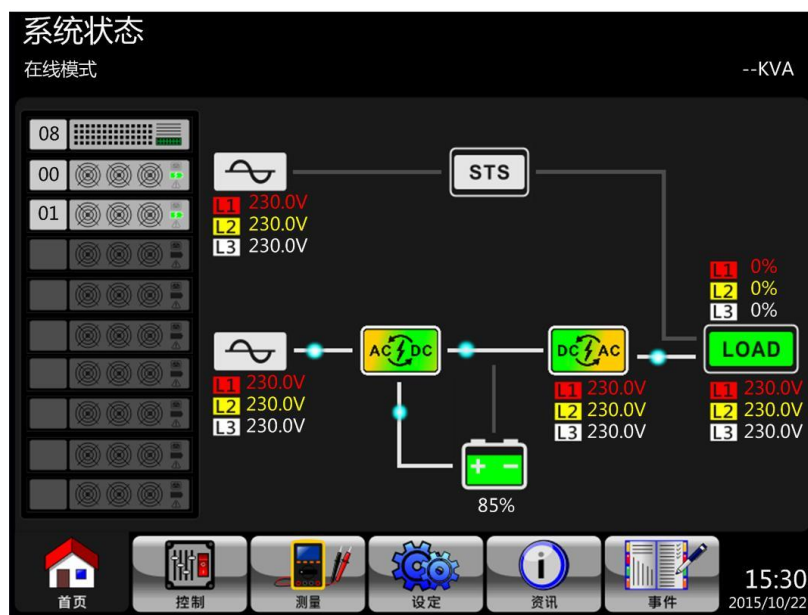 系统状态
在线模式
--KVA
08
00
01
STS
L1 230.0V
L2 230.0V
L3 230.0V
L1 0%
L2 0%
L3 0%
AC DC
DC AC
LOAD
L1 230.0V
L2 230.0V
L3 230.0V
L1 230.0V
L2 230.0V
L3 230.0V
L1 230.0V
L2 230.0V
L3 230.0V
+ -
85%
首页
控制
测量
设定
资讯
事件
15:30
2015/10/22